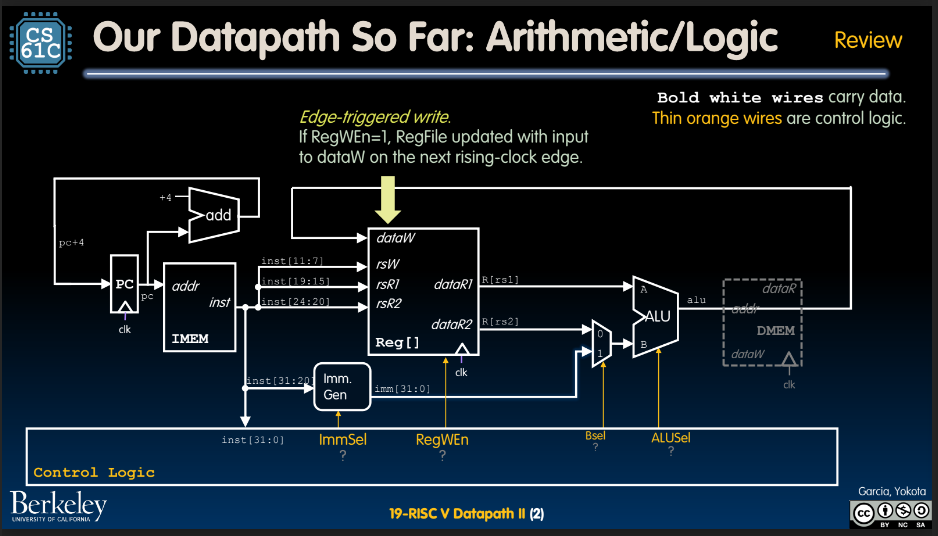 CS
61C
Our Datapath So Far: Arithmetic/Logic
Review
Bold white wires carry data.
Thin orange wires are control logic.
Edge-triggered write.
If RegWEn=1, RegFile updated with input
to dataW on the next rising-clock edge.
+4
add
pc+4
PC
pc
clk
addr
inst
IMEM
inst[11:7]
inst[19:15]
inst[24:20]
dataW
rsW
rsR1
rsR2
dataR1
dataR2
Reg[]
clk
R[rs1]
R[rs2]
0
1
A
B
ALU
alu
dataR
addr
DMEM
dataW
clk
inst[31:20]
Imm.
Gen
imm[31:0]
inst[31:0]
ImmSel
?
RegWEn
?
Bsel
?
ALUSel
?
Control Logic
Berkeley
UNIVERSITY OF CALIFORNIA
19-RISC V Datapath II (2)
Garcia, Yokota
cc
BY NC SA